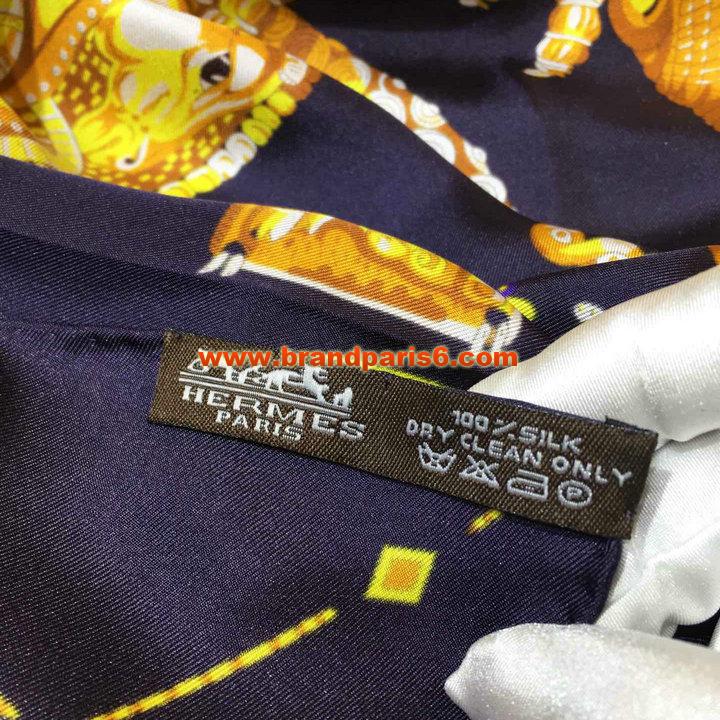 www.brandparis6.com
HERMES
PARIS
100% SILK
DRY CLEAN ONLY
P